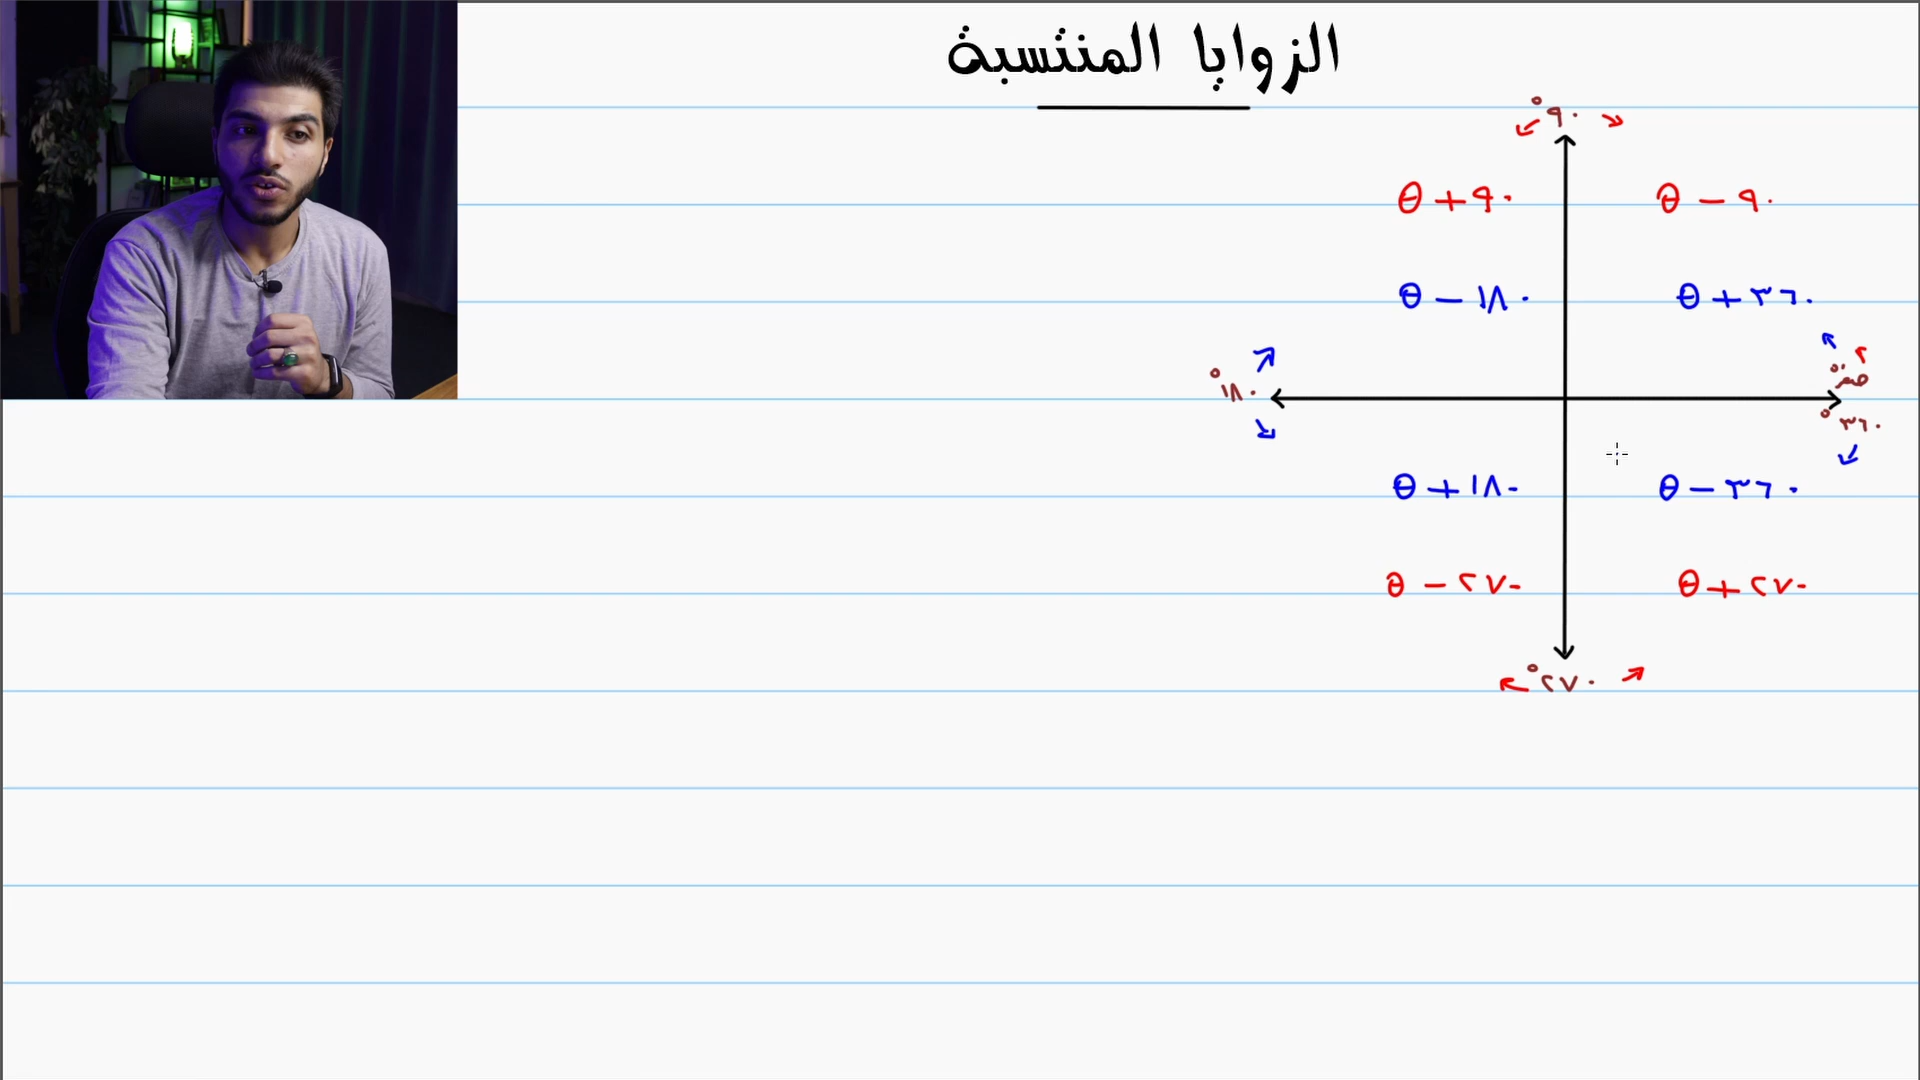 الزوايا المنتسبة
٩٠°
θ + ٩٠ θ − ٩٠
θ − ١٨٠ θ + ٣٦٠
١٨٠° صفر°
٣٦٠°
θ + ١٨٠ θ − ٣٦٠
θ − ٢٧٠ θ + ٢٧٠
٢٧٠°